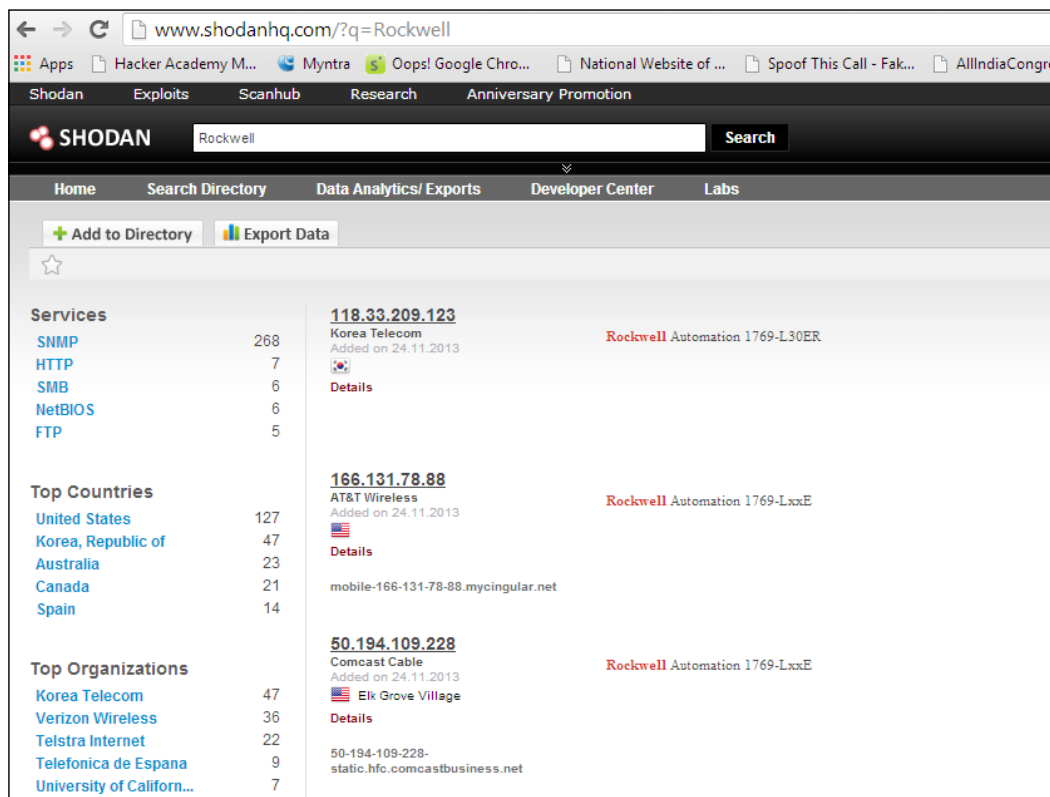 www.shodanhq.com/?q=Rockwell
Apps Hacker Academy M... Myntra Oops! Google Chro... National Website of ... Spoof This Call - Fak... AllIndiaCongre
Shodan Exploits Scanhub Research Anniversary Promotion
SHODAN Rockwell Search
Home Search Directory Data Analytics/ Exports Developer Center Labs
Add to Directory Export Data
Services
SNMP 268
HTTP 7
SMB 6
NetBIOS 6
FTP 5
Top Countries
United States 127
Korea, Republic of 47
Australia 23
Canada 21
Spain 14
Top Organizations
Korea Telecom 47
Verizon Wireless 36
Telstra Internet 22
Telefonica de Espana 9
University of Californ... 7
118.33.209.123
Korea Telecom
Added on 24.11.2013
Details
Rockwell Automation 1769-L30ER
166.131.78.88
AT&T Wireless
Added on 24.11.2013
Details
mobile-166-131-78-88.mycingular.net
Rockwell Automation 1769-LxxE
50.194.109.228
Comcast Cable
Added on 24.11.2013
Elk Grove Village
Details
50-194-109-228-
static.hfc.comcastbusiness.net
Rockwell Automation 1769-LxxE